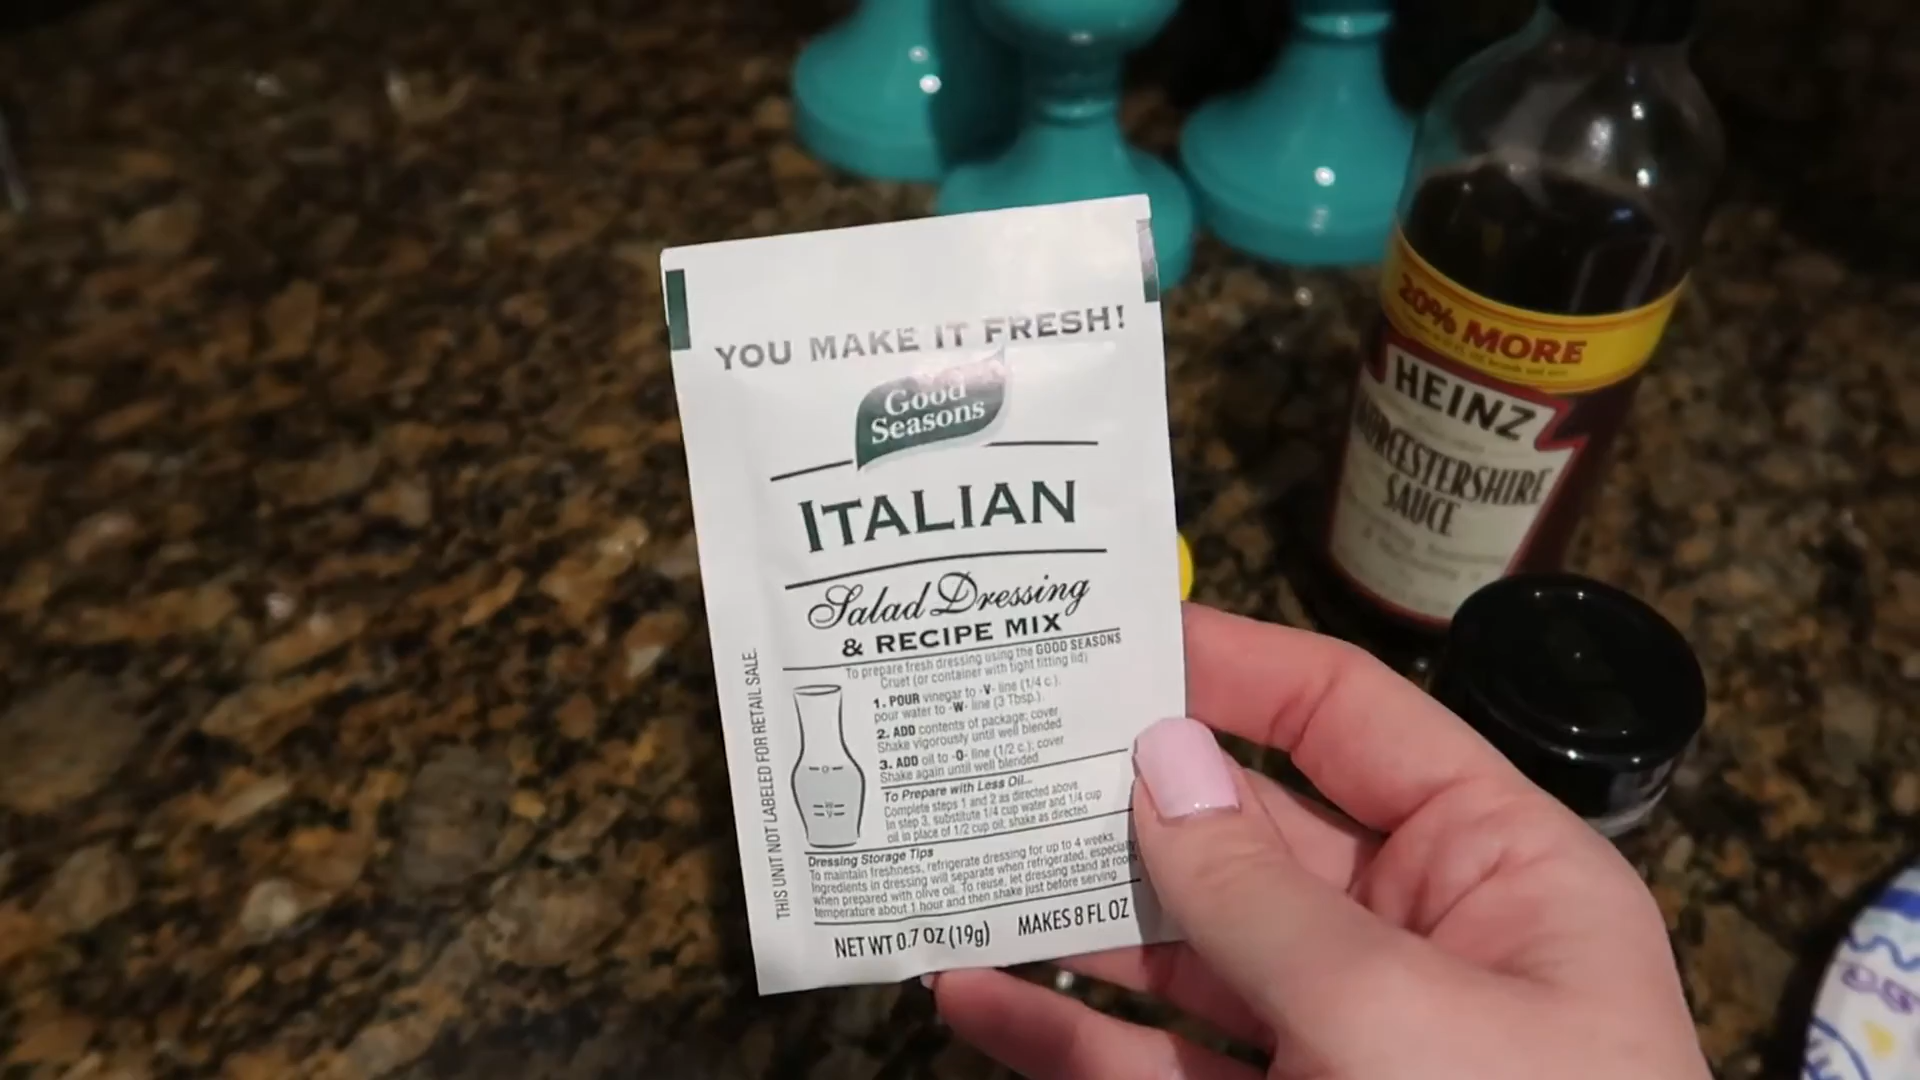 YOU MAKE IT FRESH!
Good
Seasons
ITALIAN
Salad Dressing
& RECIPE MIX
To prepare fresh dressing using the GOOD SEASONS
Cruet (or container with tight fitting lid)
1. POUR vinegar to -V- line (1/4 c.),
pour water to -W- line (3 Tbsp.).
2. ADD contents of package; cover
Shake vigorously until well blended
3. ADD oil to -O- line (1/2 c.); cover
Shake again until well blended
To Prepare with Less Oil...
Complete steps 1 and 2 as directed above
In step 3, substitute 1/4 cup water and 1/4 cup
oil in place of 1/2 cup oil, shake as directed.
-O-
W
V
Dressing Storage Tips
To maintain freshness, refrigerate dressing for up to 4 weeks
Ingredients in dressing will separate when refrigerated, especially
when prepared with olive oil. To reuse, let dressing stand at room
temperature about 1 hour and then shake just before serving
NET WT 0.7 OZ (19g) MAKES 8 FL OZ
THIS UNIT NOT LABELED FOR RETAIL SALE.
20% MORE
HEINZ
WORCESTERSHIRE
SAUCE